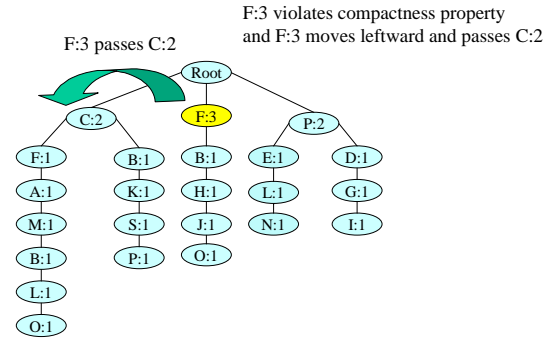 F:3 violates compactness property
and F:3 moves leftward and passes C:2
F:3 passes C:2
Root
C:2
F:3
P:2
F:1
B:1
B:1
E:1
D:1
A:1
K:1
H:1
L:1
G:1
M:1
S:1
J:1
N:1
I:1
B:1
P:1
O:1
L:1
O:1